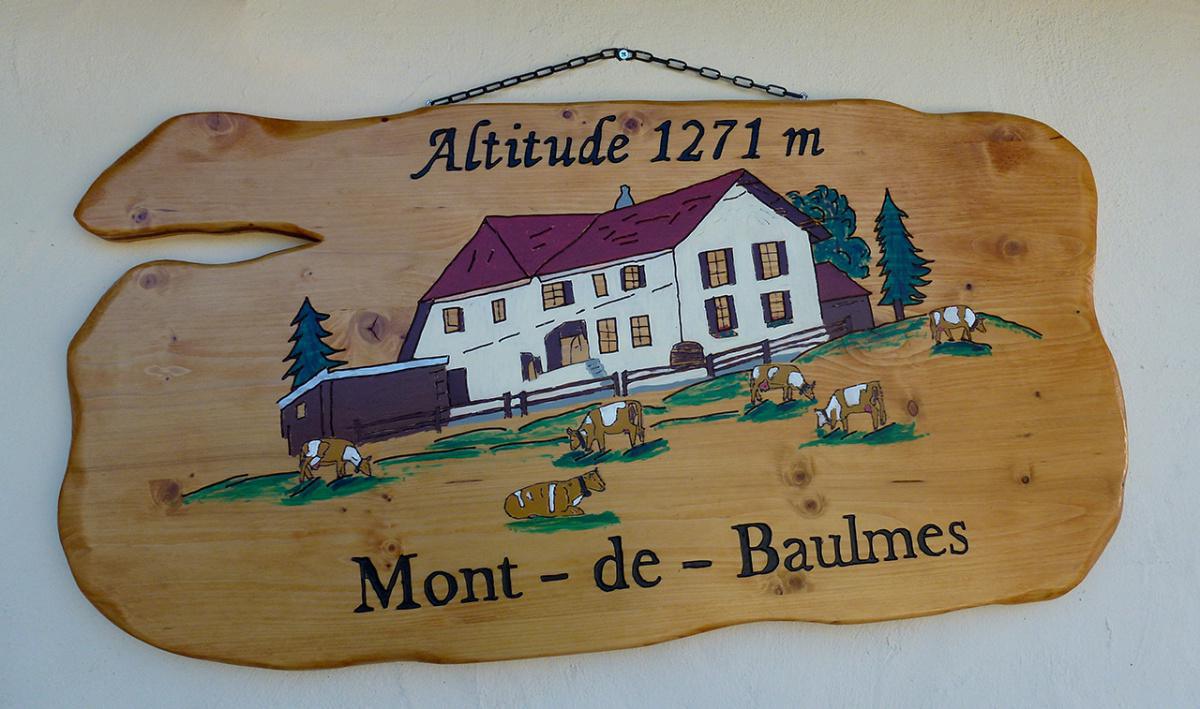 Altitude 1271 m
Mont - de - Baulmes